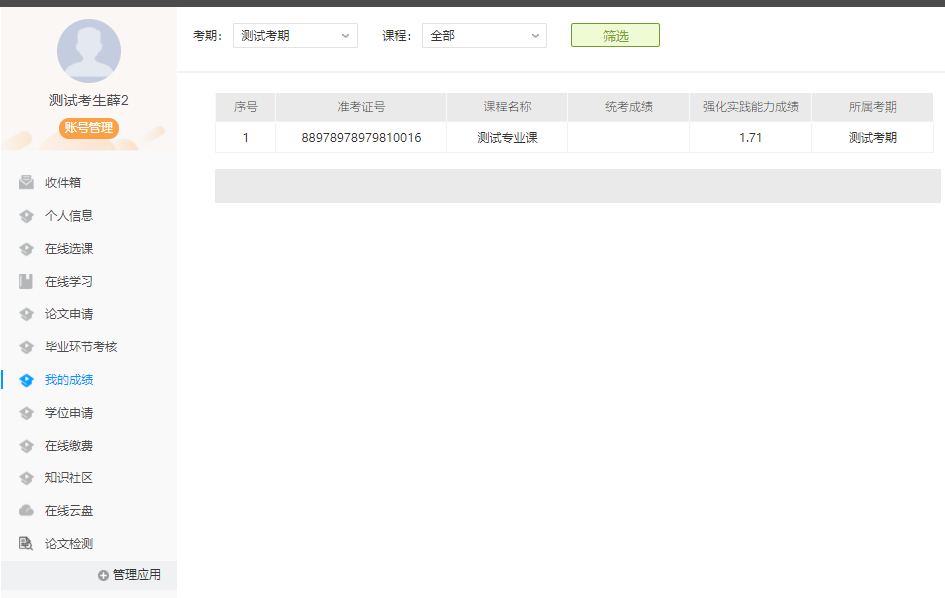 考期： 测试考期 课程： 全部 筛选
测试考生薛2
账号管理
收件箱
个人信息
在线选课
在线学习
论文申请
毕业环节考核
我的成绩
学位申请
在线缴费
知识社区
在线云盘
论文检测
管理应用
序号 准考证号 课程名称 统考成绩 强化实践能力成绩 所属考期
1 88978978979810016 测试专业课 1.71 测试考期